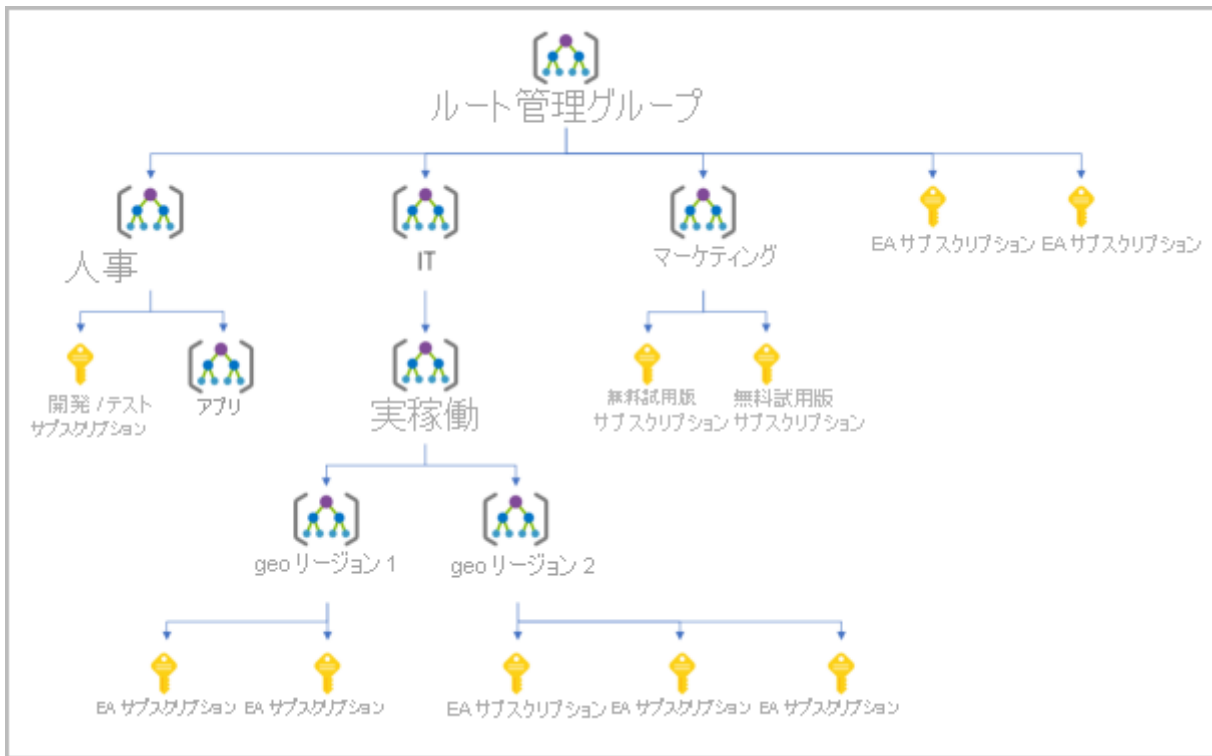 ルート管理グループ
人事
IT
マーケティング
EA サブスクリプション
EA サブスクリプション
開発 /テスト
サブスクリプション
アプリ
実稼働
無料試用版
サブスクリプション
無料試用版
サブスクリプション
geo リージョン 1
geo リージョン 2
EA サブスクリプション
EA サブスクリプション
EA サブスクリプション
EA サブスクリプション
EA サブスクリプション